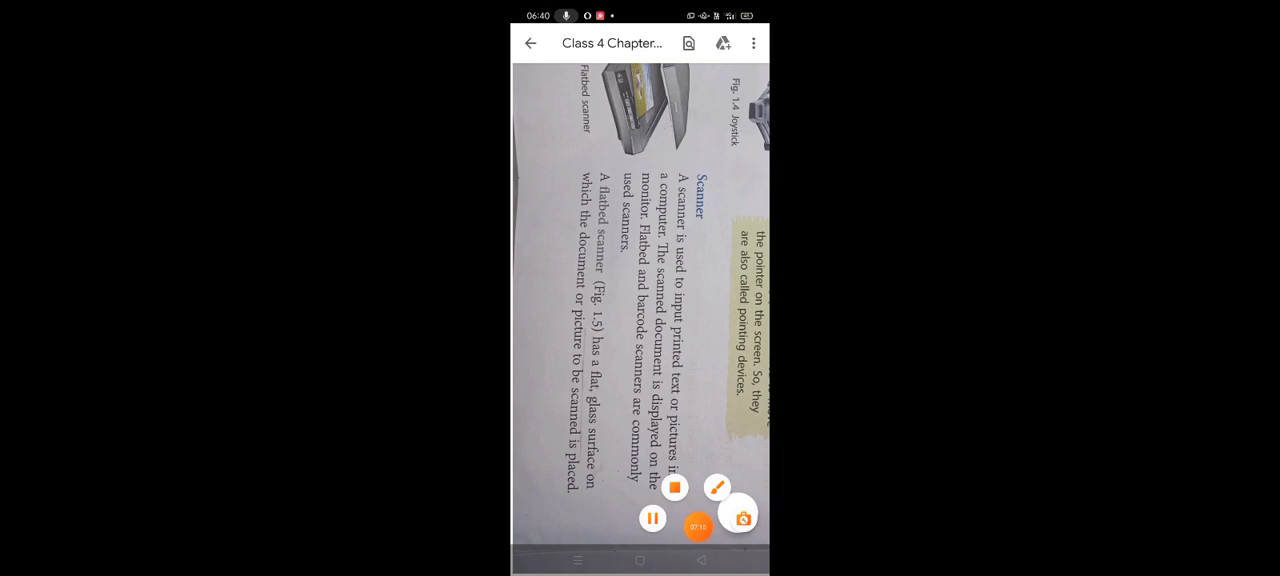 06:40
Class 4 Chapter...
Fig. 1.4 Joystick
the pointer on the screen. So, they
are also called pointing devices.
Flatbed scanner
Scanner
A scanner is used to input printed text or pictures in
a computer. The scanned document is displayed on the
monitor. Flatbed and barcode scanners are commonly
used scanners.
A flatbed scanner (Fig. 1.5) has a flat, glass surface on
which the document or picture to be scanned is placed.
07:10